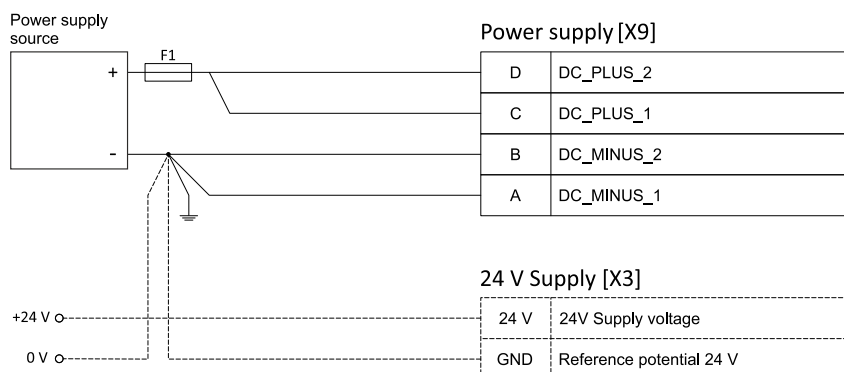 Power supply
source
F1
+
-
Power supply [X9]
D DC_PLUS_2
C DC_PLUS_1
B DC_MINUS_2
A DC_MINUS_1
24 V Supply [X3]
+24 V
24 V 24V Supply voltage
0 V
GND Reference potential 24 V